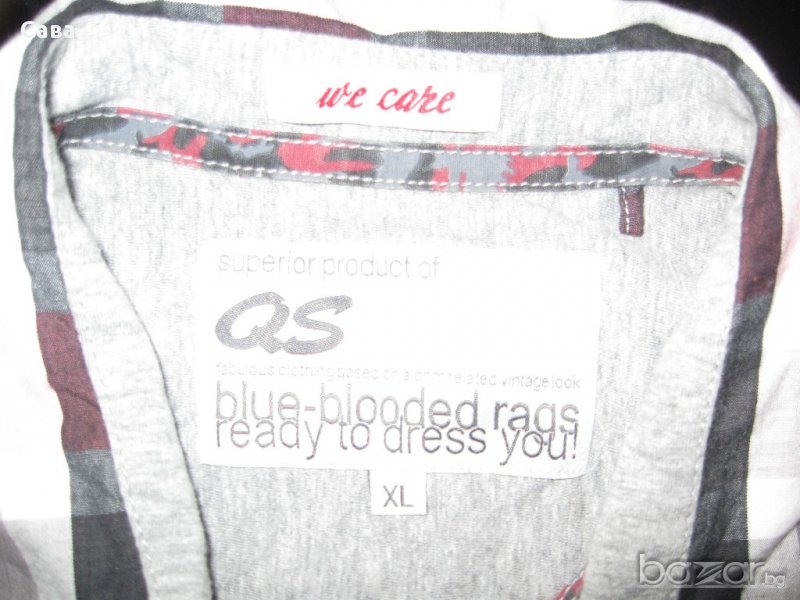 Сава
we care
superior product of
QS
fabulous clothing based on a related vintage look
blue-blooded rags
ready to dress you!
XL
bazar.bg